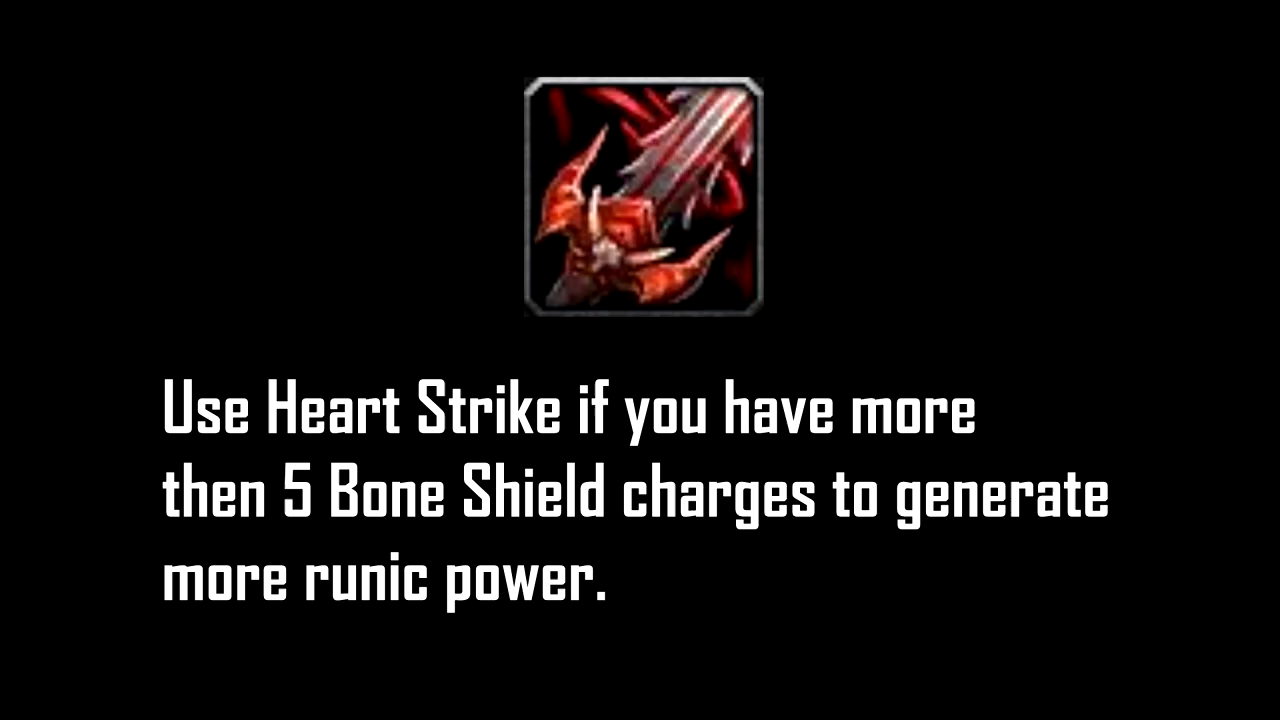 Use Heart Strike if you have more
then 5 Bone Shield charges to generate
more runic power.